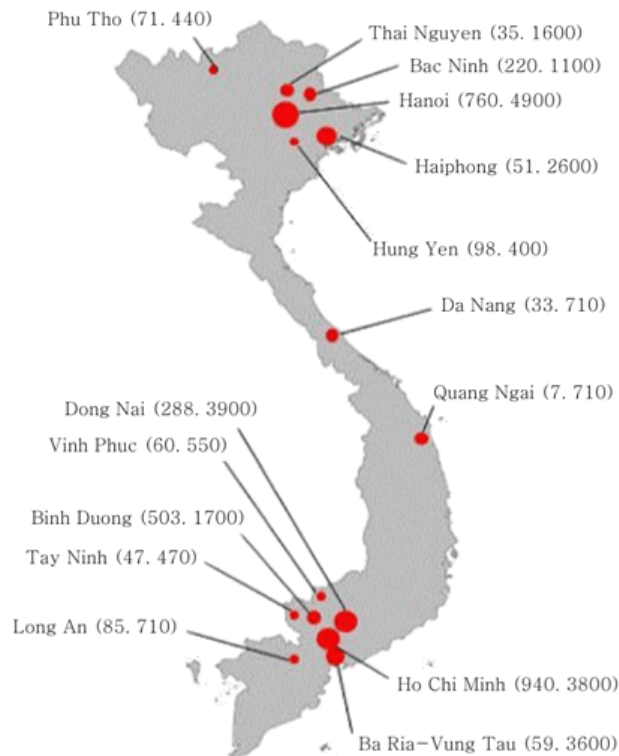 Phu Tho (71. 440)
Thai Nguyen (35. 1600)
Bac Ninh (220. 1100)
Hanoi (760. 4900)
Haiphong (51. 2600)
Hung Yen (98. 400)
Da Nang (33. 710)
Quang Ngai (7. 710)
Dong Nai (288. 3900)
Vinh Phuc (60. 550)
Binh Duong (503. 1700)
Tay Ninh (47. 470)
Long An (85. 710)
Ho Chi Minh (940. 3800)
Ba Ria-Vung Tau (59. 3600)